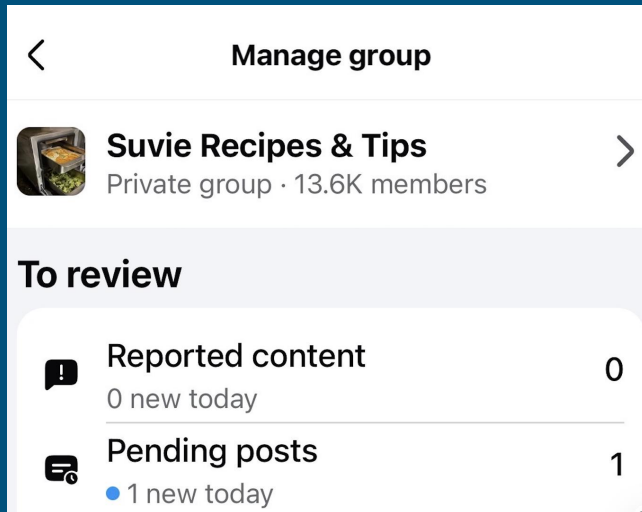 Manage group
Suvie Recipes & Tips
Private group · 13.6K members
To review
Reported content
0
0 new today
Pending posts
1
1 new today